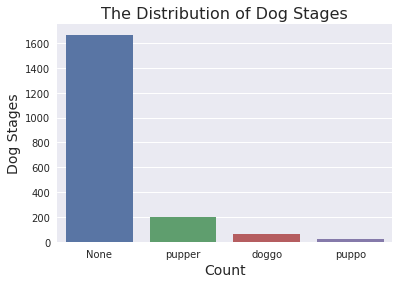 The Distribution of Dog Stages
Dog Stages
1600
1400
1200
1000
800
600
400
200
0
None pupper doggo puppo
Count